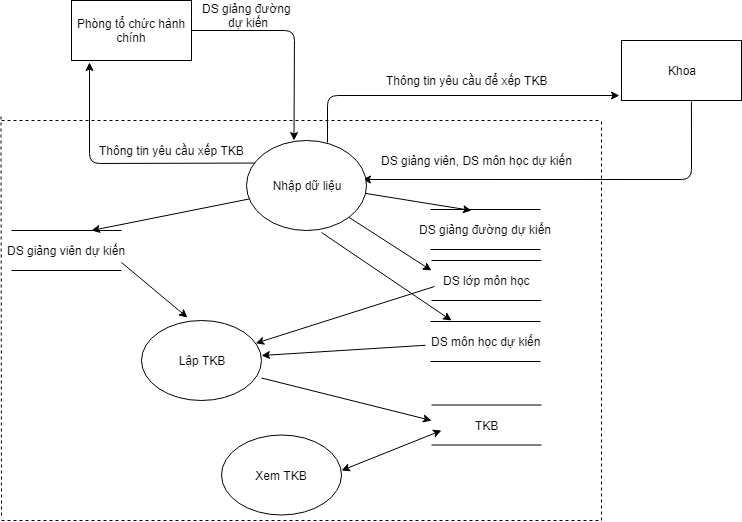 DS giảng đường
dự kiến
Phòng tổ chức hành
chính
Khoa
Thông tin yêu cầu để xếp TKB
Thông tin yêu cầu xếp TKB
DS giảng viên, DS môn học dự kiến
Nhập dữ liệu
DS giảng đường dự kiến
DS giảng viên dự kiến
DS lớp môn học
DS môn học dự kiến
Lập TKB
TKB
Xem TKB